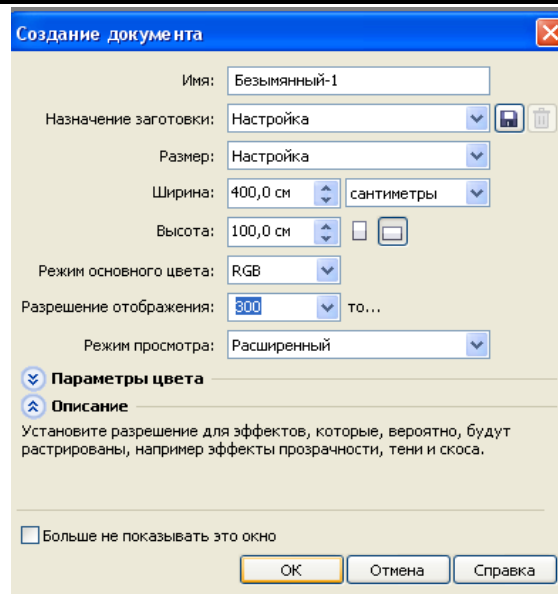 Создание документа
Имя: Безымянный-1
Назначение заготовки: Настройка
Размер: Настройка
Ширина: 400,0 см сантиметры
Высота: 100,0 см
Режим основного цвета: RGB
Разрешение отображения: 300 то...
Режим просмотра: Расширенный
Параметры цвета
Описание
Установите разрешение для эффектов, которые, вероятно, будут
растрированы, например эффекты прозрачности, тени и скоса.
Больше не показывать это окно
ОК Отмена Справка